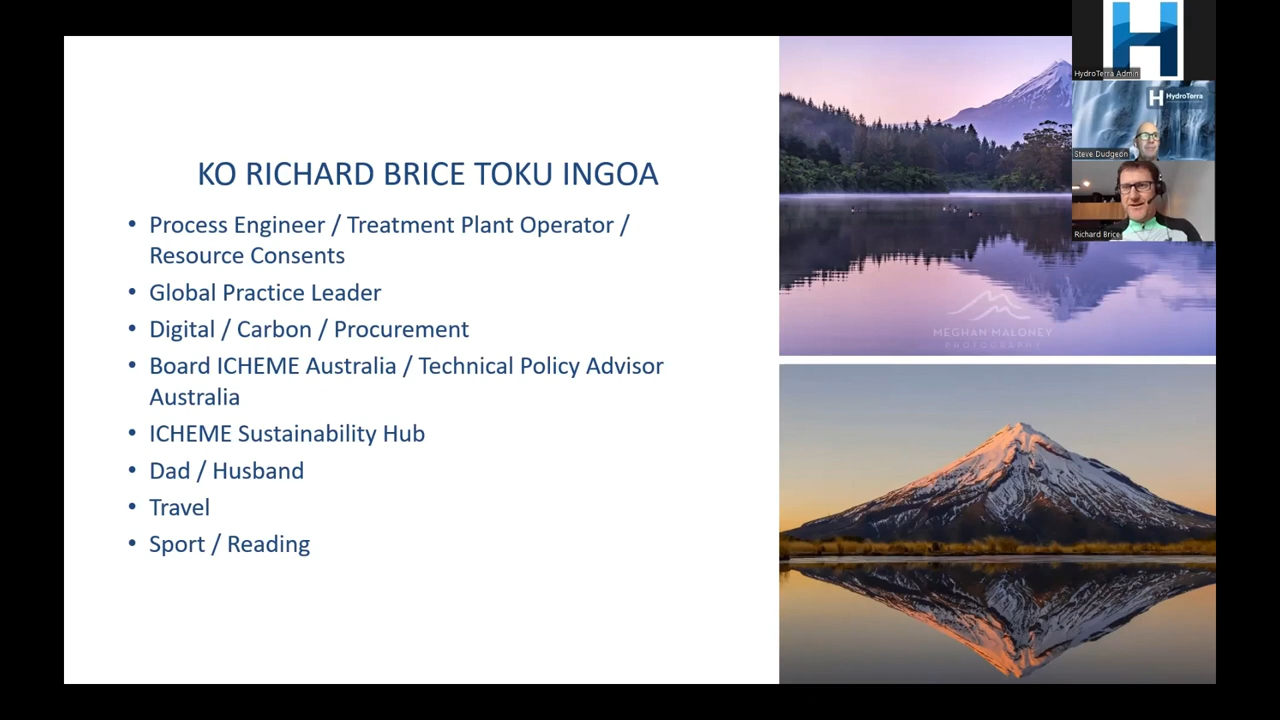 KO RICHARD BRICE TOKU INGOA
• Process Engineer / Treatment Plant Operator /
Resource Consents
• Global Practice Leader
• Digital / Carbon / Procurement
• Board ICHEME Australia / Technical Policy Advisor
Australia
• ICHEME Sustainability Hub
• Dad / Husband
• Travel
• Sport / Reading
MEGHAN MALONEY
PHOTOGRAPHY
H
HydroTerra Admin
H HydroTerra
Steve Dudgeon
Richard Brice